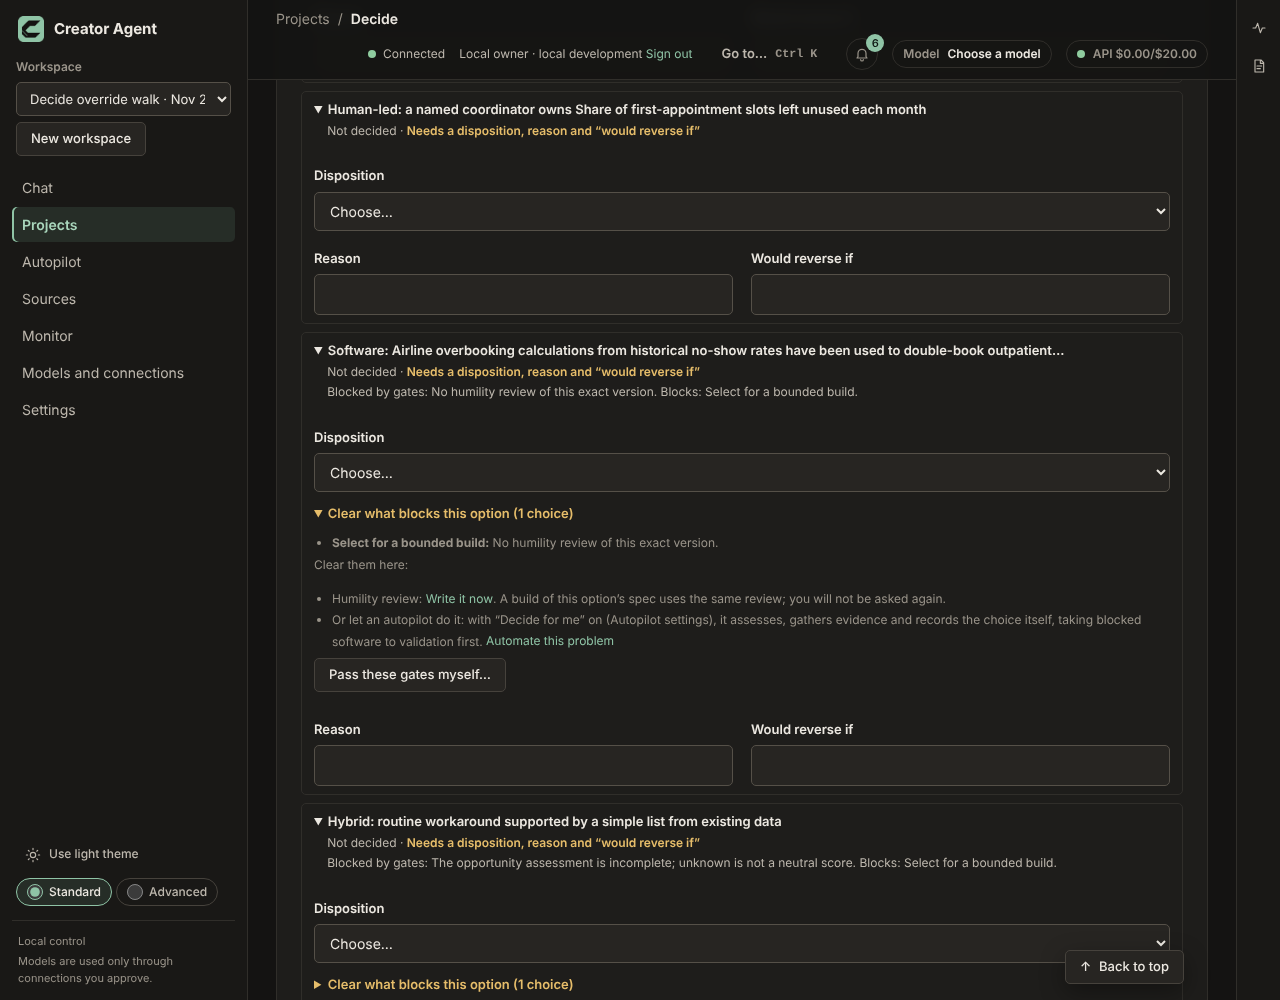 Creator Agent
Workspace
Decide override walk · Nov 2
New workspace
Chat
Projects
Autopilot
Sources
Monitor
Models and connections
Settings
Use light theme
Standard
Advanced
Local control
Models are used only through
connections you approve.
Projects / Decide
Connected
Local owner · local development Sign out
Go to... Ctrl K
6
Model Choose a model
API $0.00/$20.00
Human-led: a named coordinator owns Share of first-appointment slots left unused each month
Not decided · Needs a disposition, reason and “would reverse if”
Disposition
Choose...
Reason
Would reverse if
Software: Airline overbooking calculations from historical no-show rates have been used to double-book outpatient...
Not decided · Needs a disposition, reason and “would reverse if”
Blocked by gates: No humility review of this exact version. Blocks: Select for a bounded build.
Disposition
Choose...
Clear what blocks this option (1 choice)
• Select for a bounded build: No humility review of this exact version.
Clear them here:
• Humility review: Write it now. A build of this option’s spec uses the same review; you will not be asked again.
• Or let an autopilot do it: with “Decide for me” on (Autopilot settings), it assesses, gathers evidence and records the choice itself, taking blocked
software to validation first. Automate this problem
Pass these gates myself...
Reason
Would reverse if
Hybrid: routine workaround supported by a simple list from existing data
Not decided · Needs a disposition, reason and “would reverse if”
Blocked by gates: The opportunity assessment is incomplete; unknown is not a neutral score. Blocks: Select for a bounded build.
Disposition
Choose...
↑ Back to top
Clear what blocks this option (1 choice)